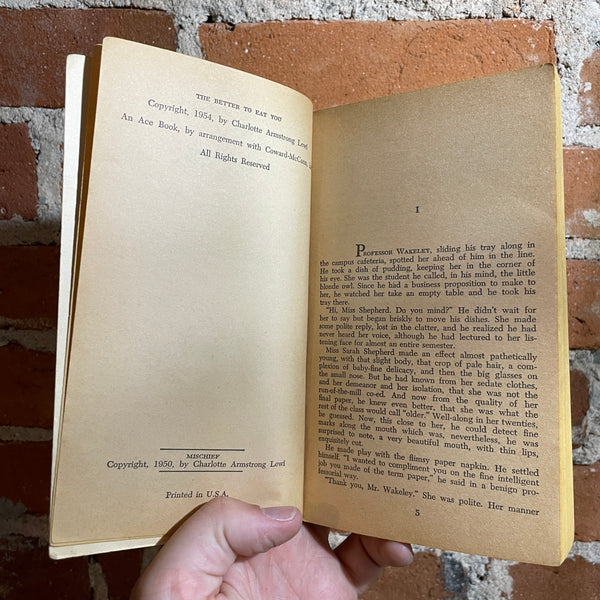 THE BETTER TO EAT YOU
Copyright, 1954, by Charlotte Armstrong Lewi
An Ace Book, by arrangement with Coward-McCann,
All Rights Reserved
MISCHIEF
Copyright, 1950, by Charlotte Armstrong Lewi
Printed in U.S.A.
I
PROFESSOR WAKELEY, sliding his tray along in
the campus cafeteria, spotted her ahead of him in the line.
He took a dish of pudding, keeping her in the corner of
his eye. She was the student he called, in his mind, the little
blonde owl. Since he had a business proposition to make to
her, he watched her take an empty table and he took his
tray there.
"Hi, Miss Shepherd. Do you mind?" He didn't wait for
her to say but began briskly to move his dishes. She made
some polite reply, lost in the clatter, and he realized he had
never heard her voice, although he had lectured to her lis-
tening face for almost an entire semester.
Miss Sarah Shepherd made an effect almost pathetically
young, with that slight body, that crop of pale hair, a com-
plexion of baby-fine delicacy, and then the big glasses on
the small nose. But he had known from her sedate clothes,
and her demeanor and her isolation, that she was not the
run-of-the-mill co-ed. And now from the quality of her
final paper, he knew even better, that she was what the
rest of the class would call "older." Well-along in her twenties,
he guessed. Now, this close to her, he could detect fine
marks along the mouth which was, nevertheless, he was
surprised to note, a very beautiful mouth, with thin lips,
exquisitely cut.
He made play with the flimsy paper napkin. He settled
himself. "I wanted to compliment you on the fine intelligent
job you made of the term paper," he said in a benign pro-
fessorial way.
"Thank you, Mr. Wakeley." She was polite. Her manner
5